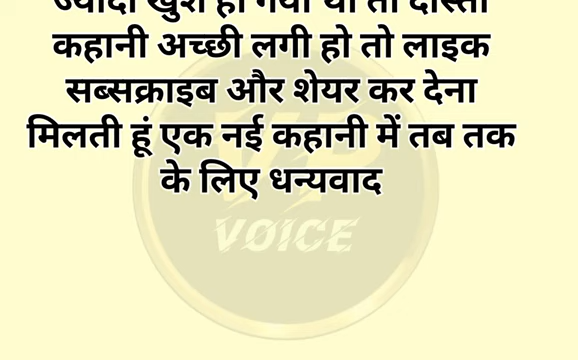 ज्यादा खुश हो गया था तो दोस्तों
कहानी अच्छी लगी हो तो लाइक
सब्सक्राइब और शेयर कर देना
मिलती हूं एक नई कहानी में तब तक
के लिए धन्यवाद
VP
VOICE